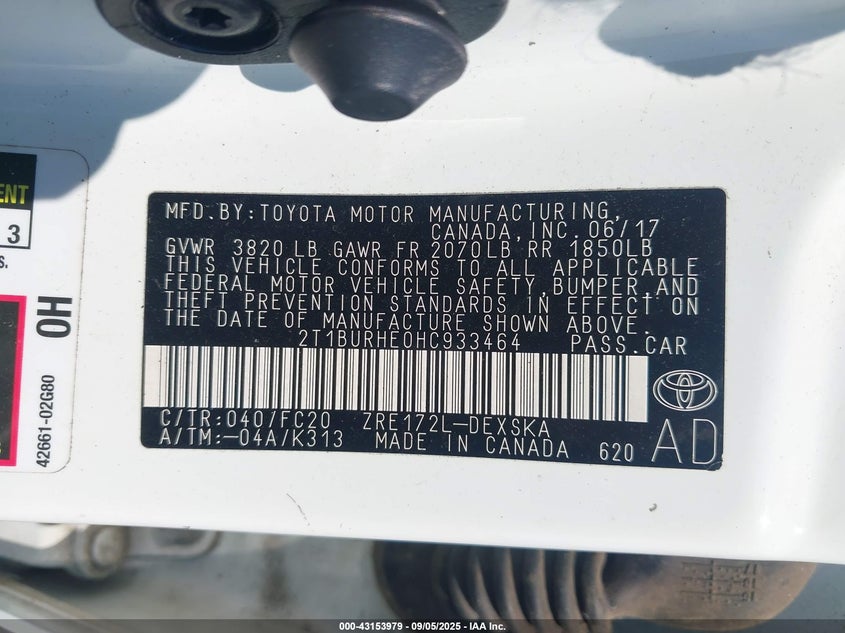 MFD.BY:TOYOTA MOTOR MANUFACTURING,
CANADA,INC.06/17
GVWR 3820 LB GAWR FR 2070LB RR 1850LB
THIS VEHICLE CONFORMS TO ALL APPLICABLE
FEDERAL MOTOR VEHICLE SAFETY,BUMPER,AND
THEFT PREVENTION STANDARDS IN EFFECT ON
THE DATE OF MANUFACTURE SHOWN ABOVE.
2T1BURHE0HC933464 PASS.CAR
C/TR:040/FC20 ZRE172L-DEXSKA
A/TM:-04A/K313 MADE IN CANADA 620 AD
3
0H
42661-02G80
000-43153979 - 09/05/2025 - IAA Inc.